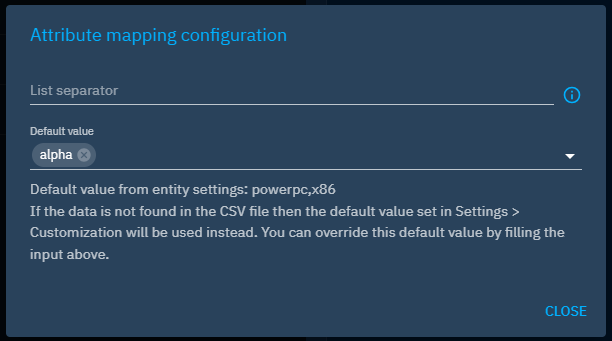 Attribute mapping configuration
List separator
Default value
alpha
Default value from entity settings: powerpc,x86
If the data is not found in the CSV file then the default value set in Settings >
Customization will be used instead. You can override this default value by filling the
input above.
CLOSE